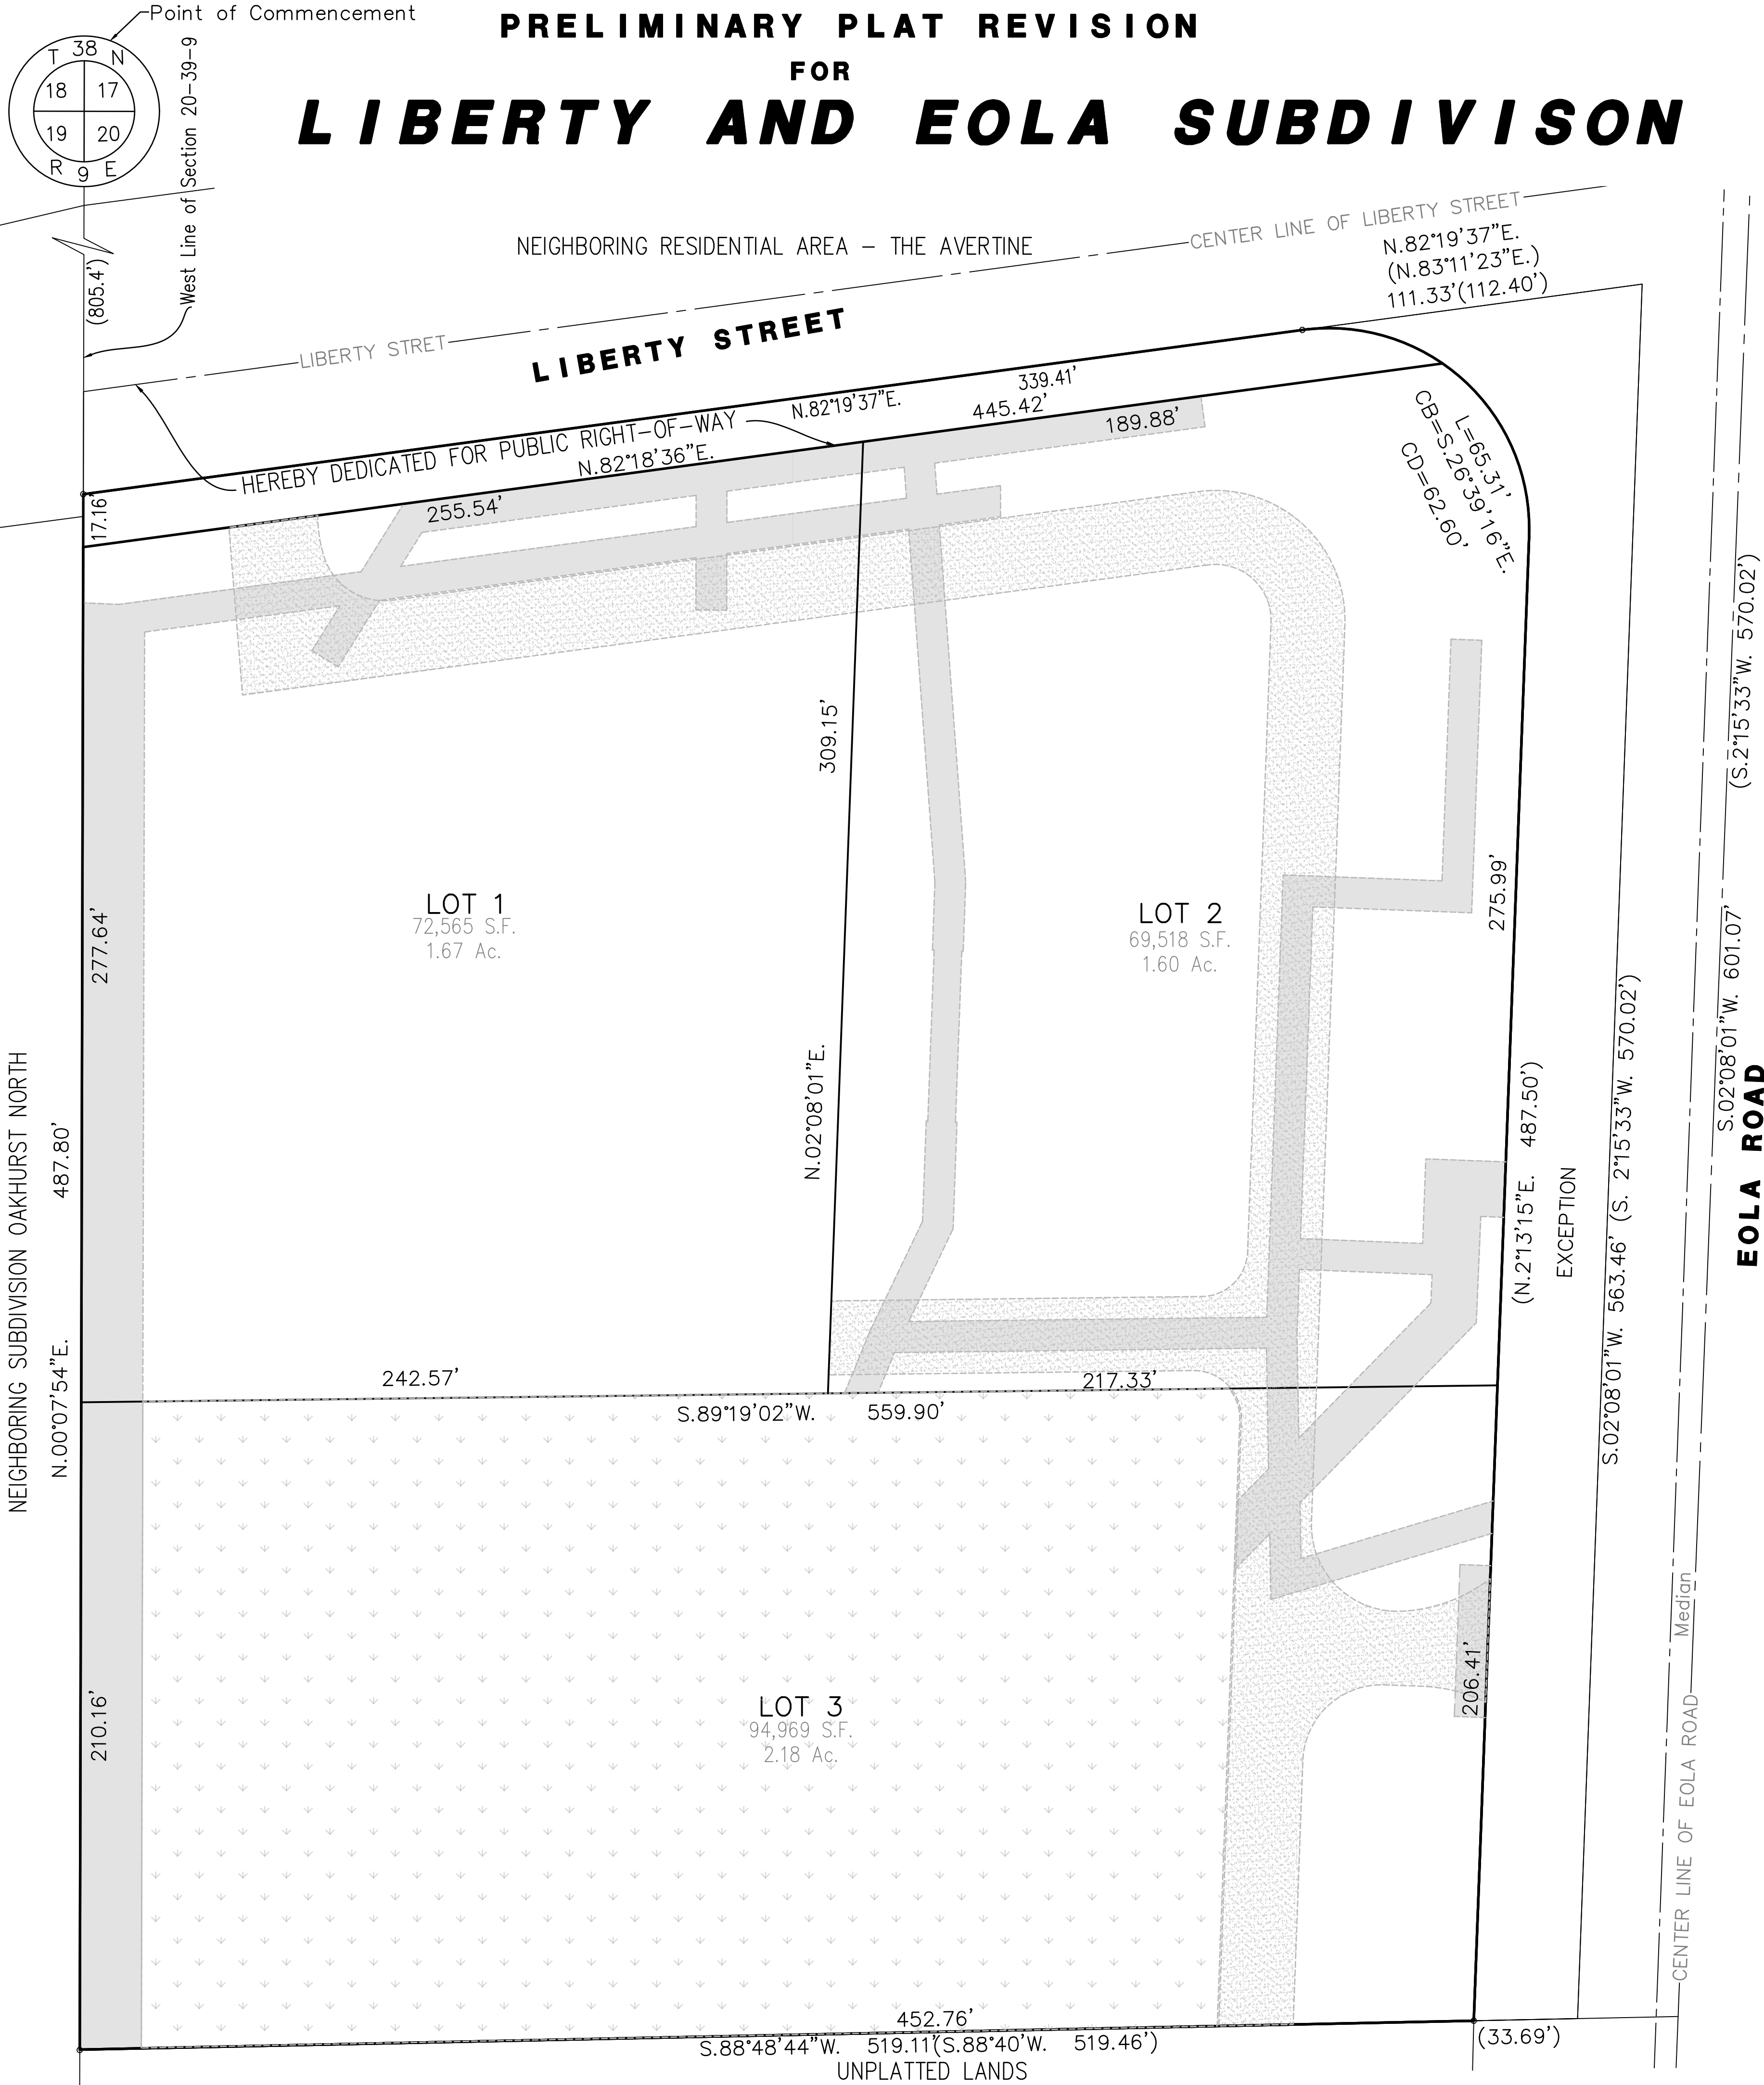 Point of Commencement
PRELIMINARY PLAT REVISION
FOR
LIBERTY AND EOLA SUBDIVISON
T 38 N
18 17
19 20
R 9 E
West Line of Section 20-39-9
(805.4')
NEIGHBORING RESIDENTIAL AREA – THE AVERTINE
CENTER LINE OF LIBERTY STREET
N.82°19'37"E.
(N.83°11'23"E.)
111.33'(112.40')
LIBERTY STRET
LIBERTY STREET
339.41'
N.82°19'37"E.
445.42'
189.88'
HEREBY DEDICATED FOR PUBLIC RIGHT-OF-WAY
N.82°18'36"E.
255.54'
17.16'
L=65.31'
CB=S.26°39'16"E.
CD=62.60'
(S.2°15'33"W. 570.02')
309.15'
N.02°08'01"E.
LOT 1
72,565 S.F.
1.67 Ac.
LOT 2
69,518 S.F.
1.60 Ac.
277.64'
275.99'
S.02°08'01"W. 601.07'
EOLA ROAD
NEIGHBORING SUBDIVISION OAKHURST NORTH
N.00°07'54"E. 487.80'
(N.2°13'15"E. 487.50')
EXCEPTION
S.02°08'01"W. 563.46' (S. 2°15'33"W. 570.02')
242.57'
217.33'
S.89°19'02"W. 559.90'
210.16'
LOT 3
94,969 S.F.
2.18 Ac.
206.41'
Median
CENTER LINE OF EOLA ROAD
452.76'
S.88°48'44"W. 519.11'(S.88°40'W. 519.46')
(33.69')
UNPLATTED LANDS